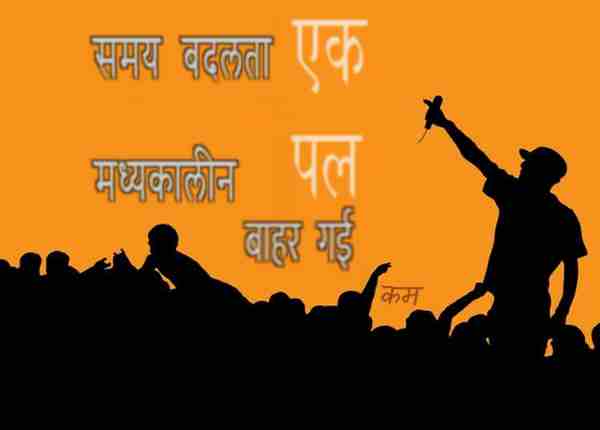 समय बदलता एक
मध्यकालीन पल
बाहर गई
कम